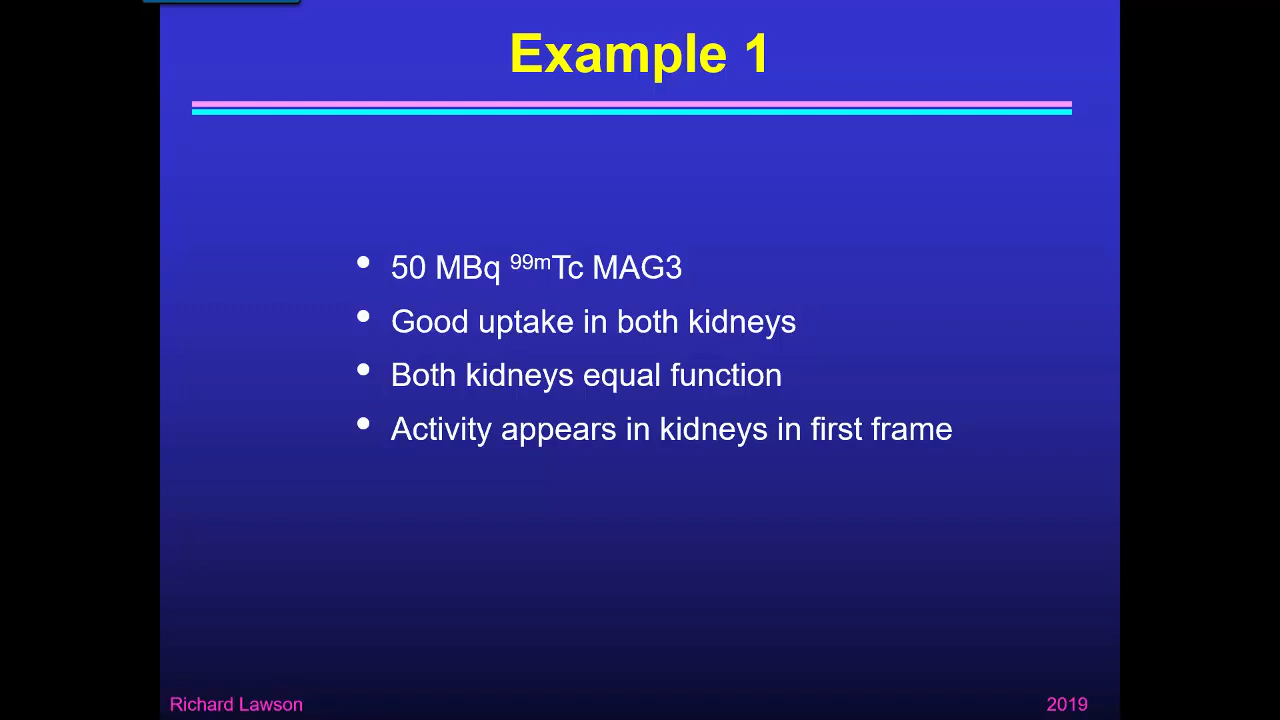 Example 1
• 50 MBq ⁹⁹ᵐTc MAG3
• Good uptake in both kidneys
• Both kidneys equal function
• Activity appears in kidneys in first frame
Richard Lawson
2019